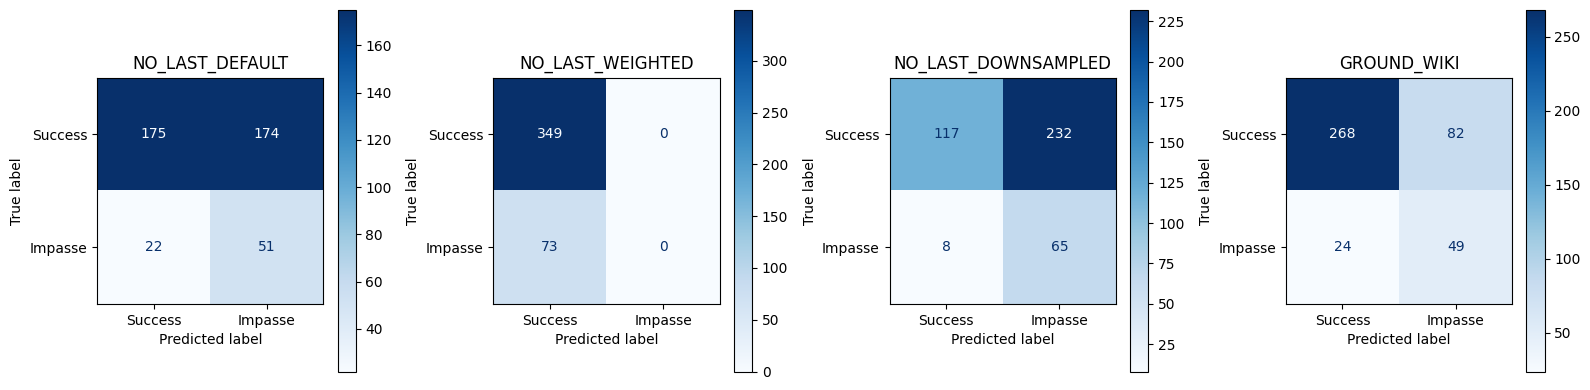 NO_LAST_DEFAULT
True label
Success
Impasse
175
174
22
51
Success
Impasse
Predicted label
160
140
120
100
80
60
40
NO_LAST_WEIGHTED
True label
Success
Impasse
349
0
73
0
Success
Impasse
Predicted label
300
250
200
150
100
50
0
NO_LAST_DOWNSAMPLED
True label
Success
Impasse
117
232
8
65
Success
Impasse
Predicted label
225
200
175
150
125
100
75
50
25
GROUND_WIKI
True label
Success
Impasse
268
82
24
49
Success
Impasse
Predicted label
250
200
150
100
50